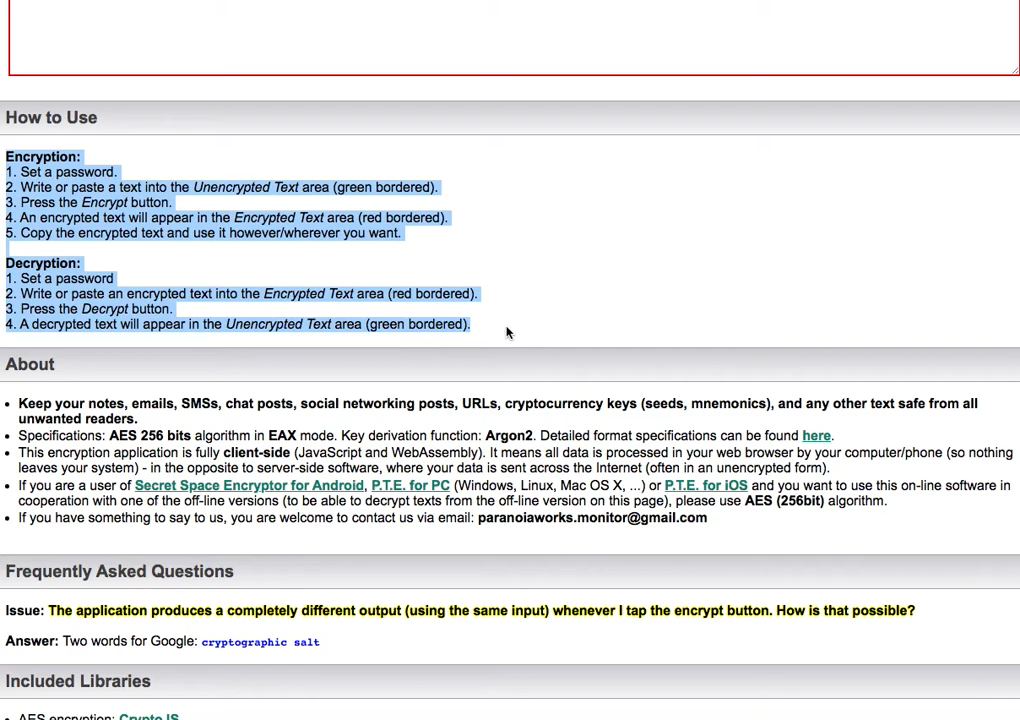 How to Use
Encryption:
1. Set a password.
2. Write or paste a text into the Unencrypted Text area (green bordered).
3. Press the Encrypt button.
4. An encrypted text will appear in the Encrypted Text area (red bordered).
5. Copy the encrypted text and use it however/wherever you want.
Decryption:
1. Set a password
2. Write or paste an encrypted text into the Encrypted Text area (red bordered).
3. Press the Decrypt button.
4. A decrypted text will appear in the Unencrypted Text area (green bordered).
About
• Keep your notes, emails, SMSs, chat posts, social networking posts, URLs, cryptocurrency keys (seeds, mnemonics), and any other text safe from all
unwanted readers.
• Specifications: AES 256 bits algorithm in EAX mode. Key derivation function: Argon2. Detailed format specifications can be found here.
• This encryption application is fully client-side (JavaScript and WebAssembly). It means all data is processed in your web browser by your computer/phone (so nothing
leaves your system) - in the opposite to server-side software, where your data is sent across the Internet (often in an unencrypted form).
• If you are a user of Secret Space Encryptor for Android, P.T.E. for PC (Windows, Linux, Mac OS X, ...) or P.T.E. for iOS and you want to use this on-line software in
cooperation with one of the off-line versions (to be able to decrypt texts from the off-line version on this page), please use AES (256bit) algorithm.
• If you have something to say to us, you are welcome to contact us via email: paranoiaworks.monitor@gmail.com
Frequently Asked Questions
Issue: The application produces a completely different output (using the same input) whenever I tap the encrypt button. How is that possible?
Answer: Two words for Google: cryptographic salt
Included Libraries
• AES encryption: CryptoJS